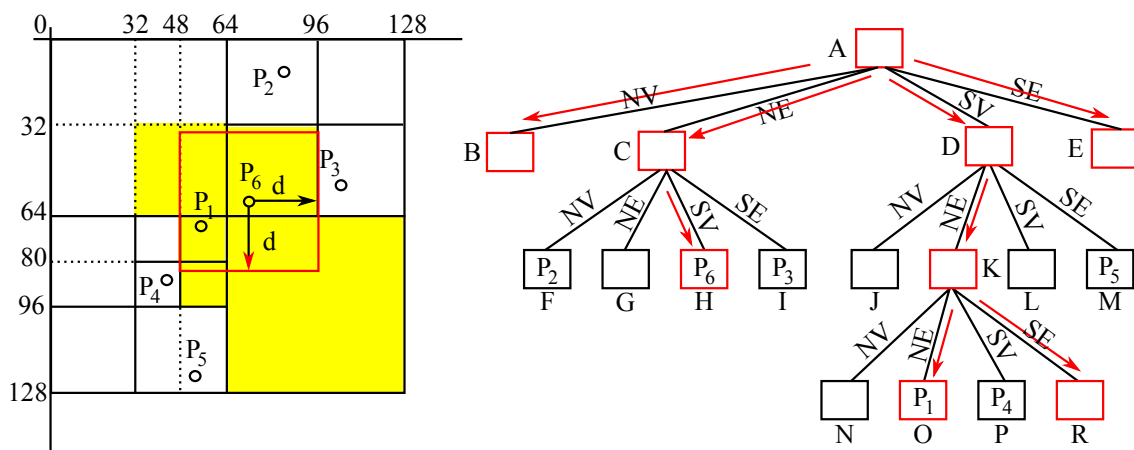 0 32 48 64 96 128
A
P2
NV NE SV SE
32
B C D E
P3
P6 d
64
P1
NV NE SV SE NV NE SV SE
d
80
P2 P6 P3 K P5
P4
F G H I J L M
96
NV NE SV SE
P5
128
P1 P4
N O P R